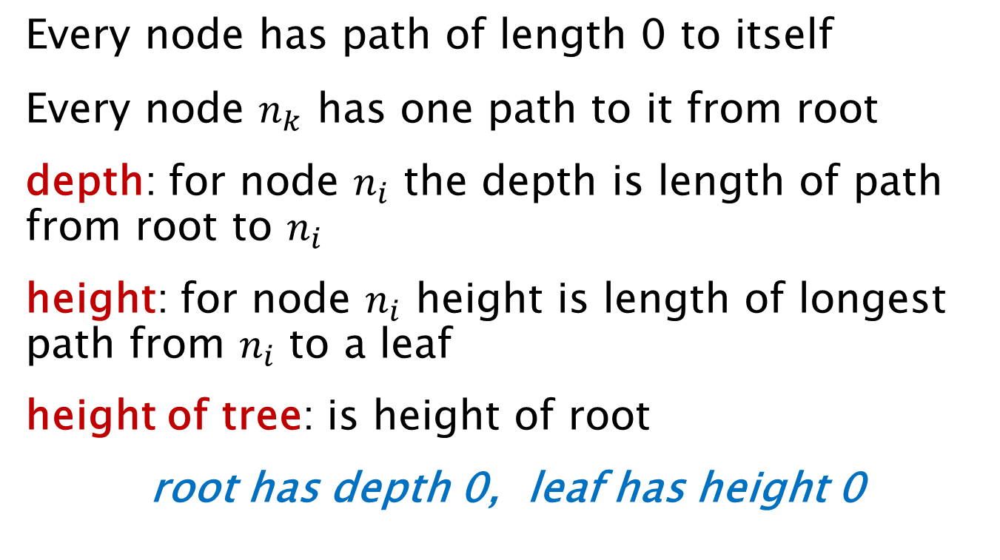 Every node has path of length 0 to itself
Every node n_k has one path to it from root
depth: for node n_i the depth is length of path
from root to n_i
height: for node n_i height is length of longest
path from n_i to a leaf
height of tree: is height of root
root has depth 0,  leaf has height 0